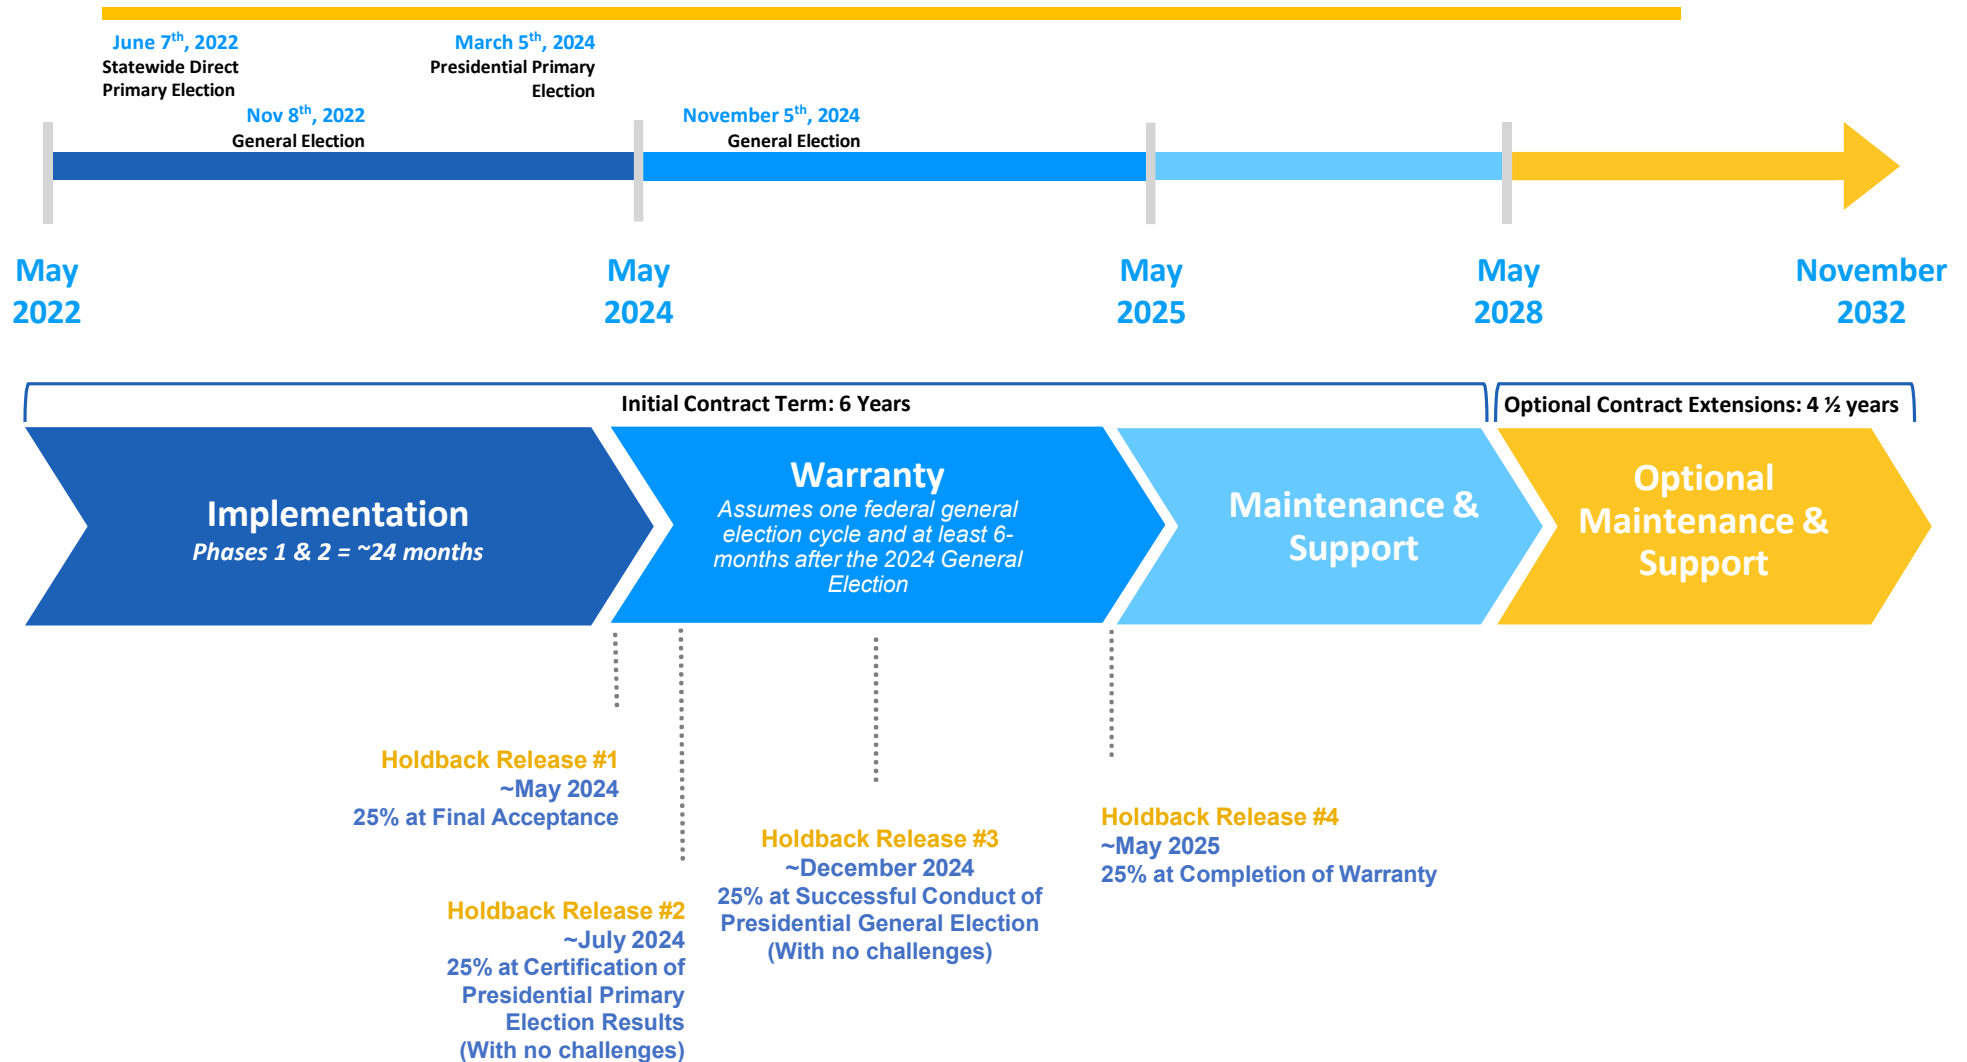 June 7th, 2022
Statewide Direct
Primary Election
March 5th, 2024
Presidential Primary
Election
Nov 8th, 2022
General Election
November 5th, 2024
General Election
May
2022
May
2024
May
2025
May
2028
November
2032
Initial Contract Term: 6 Years
Optional Contract Extensions: 4 ½ years
Implementation
Phases 1 & 2 = ~24 months
Warranty
Assumes one federal general
election cycle and at least 6-
months after the 2024 General
Election
Maintenance &
Support
Optional
Maintenance &
Support
Holdback Release #1
~May 2024
25% at Final Acceptance
Holdback Release #2
~July 2024
25% at Certification of
Presidential Primary
Election Results
(With no challenges)
Holdback Release #3
~December 2024
25% at Successful Conduct of
Presidential General Election
(With no challenges)
Holdback Release #4
~May 2025
25% at Completion of Warranty